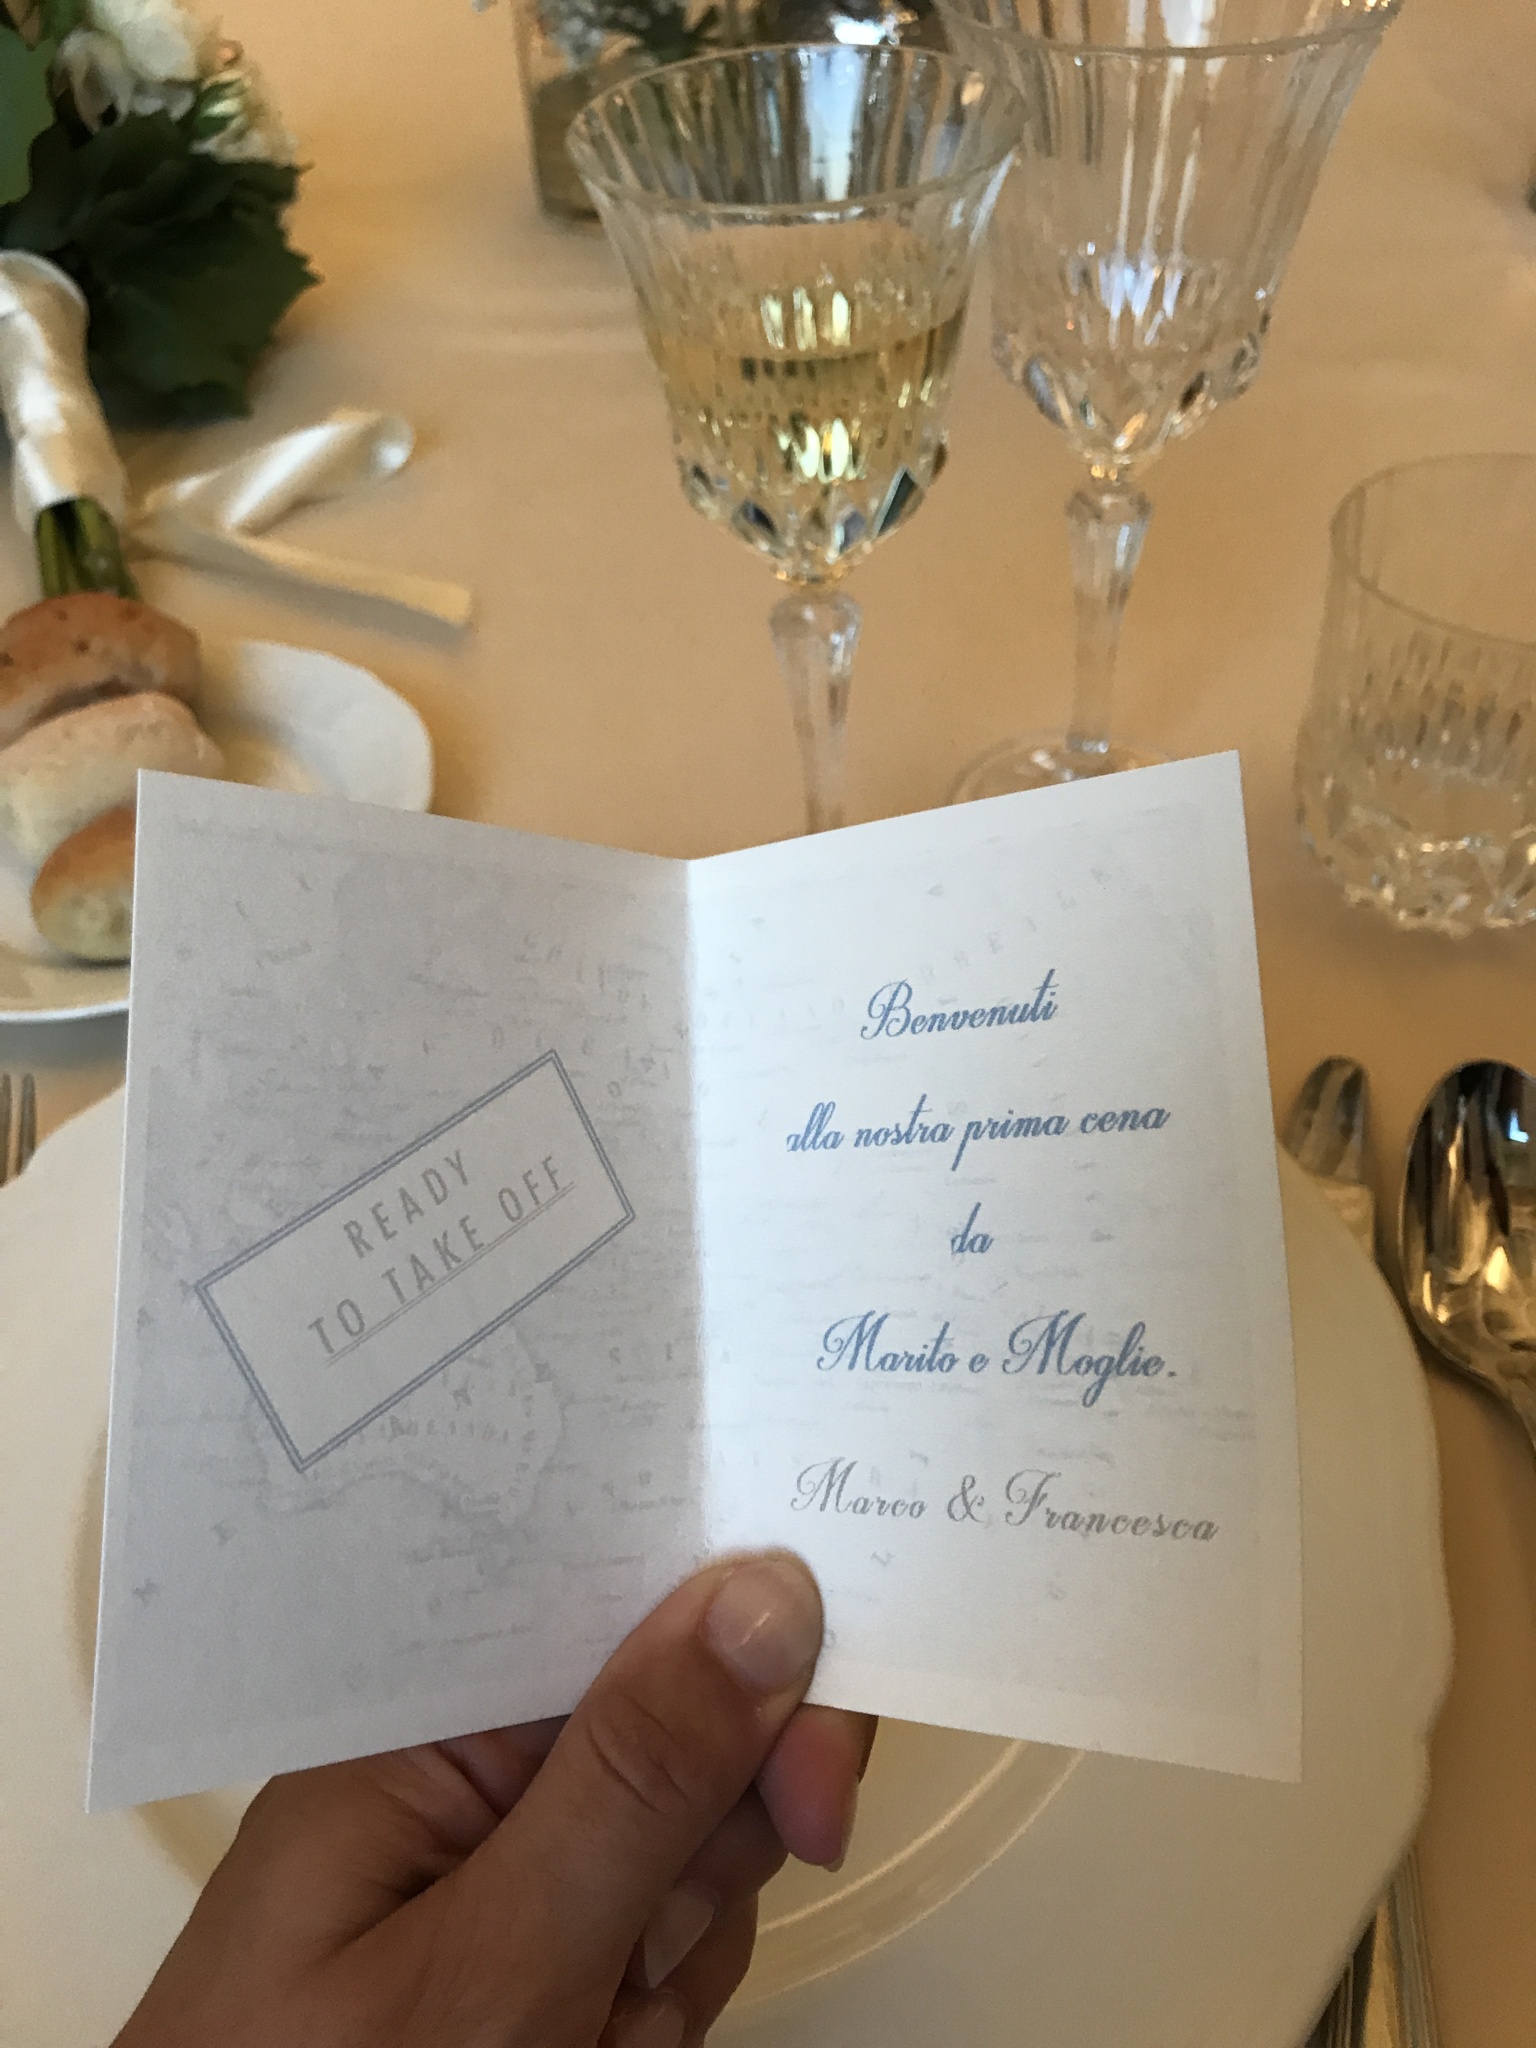 READY
TO TAKE OFF
Benvenuti
alla nostra prima cena
da
Marito e Moglie.
Marco & Francesca